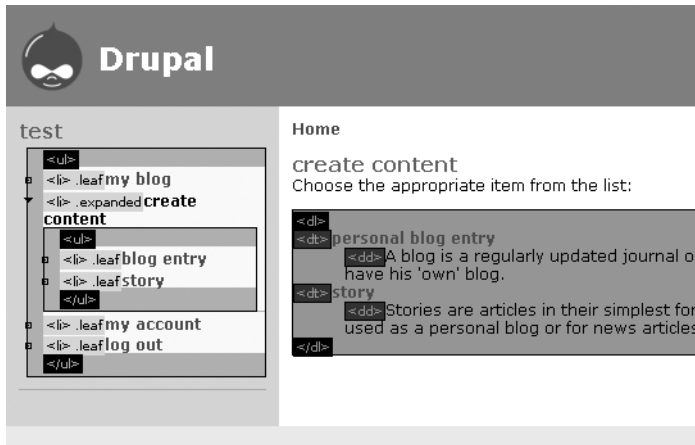 Drupal
test
<ul>
<li> .leaf my blog
<li> .expanded create
content
<ul>
<li> .leaf blog entry
<li> .leaf story
</ul>
<li> .leaf my account
<li> .leaf log out
</ul>
Home
create content
Choose the appropriate item from the list:
<dl>
<dt> personal blog entry
<dd> A blog is a regularly updated journal o
have his 'own' blog.
<dt> story
<dd> Stories are articles in their simplest for
used as a personal blog or for news articles
</dl>